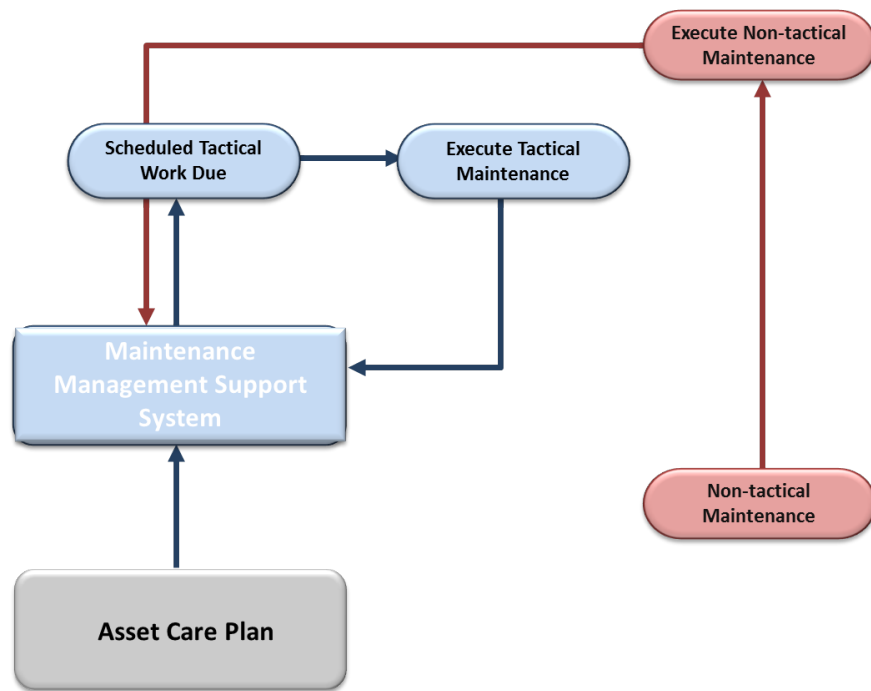 Execute Non-tactical
Maintenance
Scheduled Tactical
Work Due
Execute Tactical
Maintenance
Maintenance
Management Support
System
Non-tactical
Maintenance
Asset Care Plan